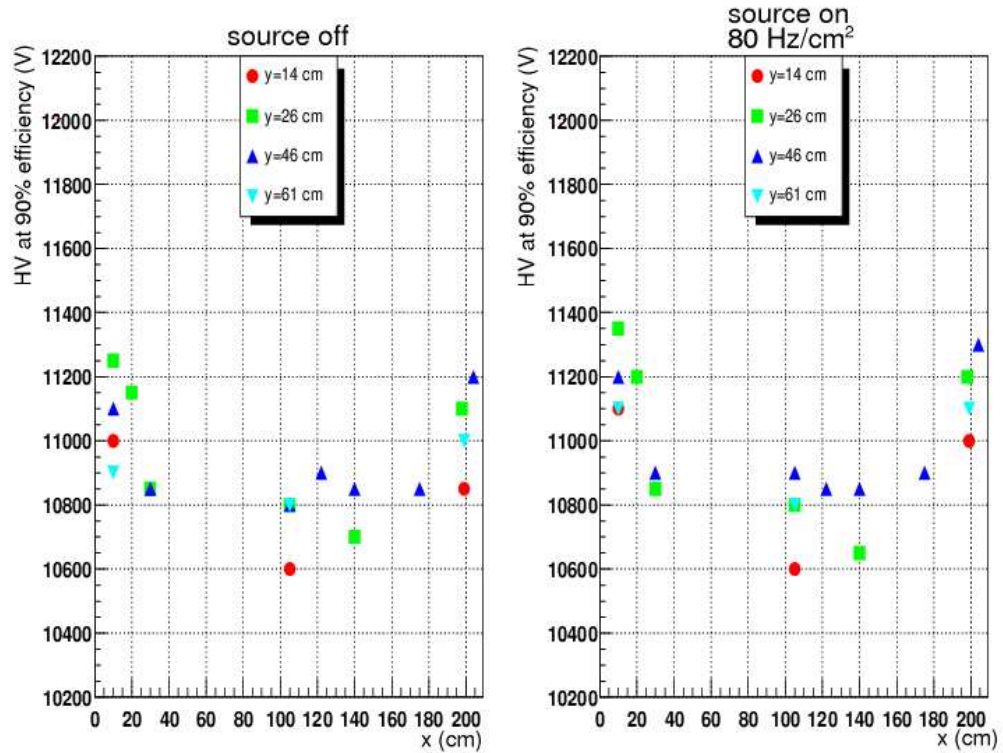 source off
HV at 90% efficiency (V)
12200
12000
11800
11600
11400
11200
11000
10800
10600
10400
10200
y=14 cm
y=26 cm
y=46 cm
y=61 cm
0 20 40 60 80 100 120 140 160 180 200
x (cm)
source on
80 Hz/cm²
HV at 90% efficiency (V)
12200
12000
11800
11600
11400
11200
11000
10800
10600
10400
10200
y=14 cm
y=26 cm
y=46 cm
y=61 cm
0 20 40 60 80 100 120 140 160 180 200
x (cm)